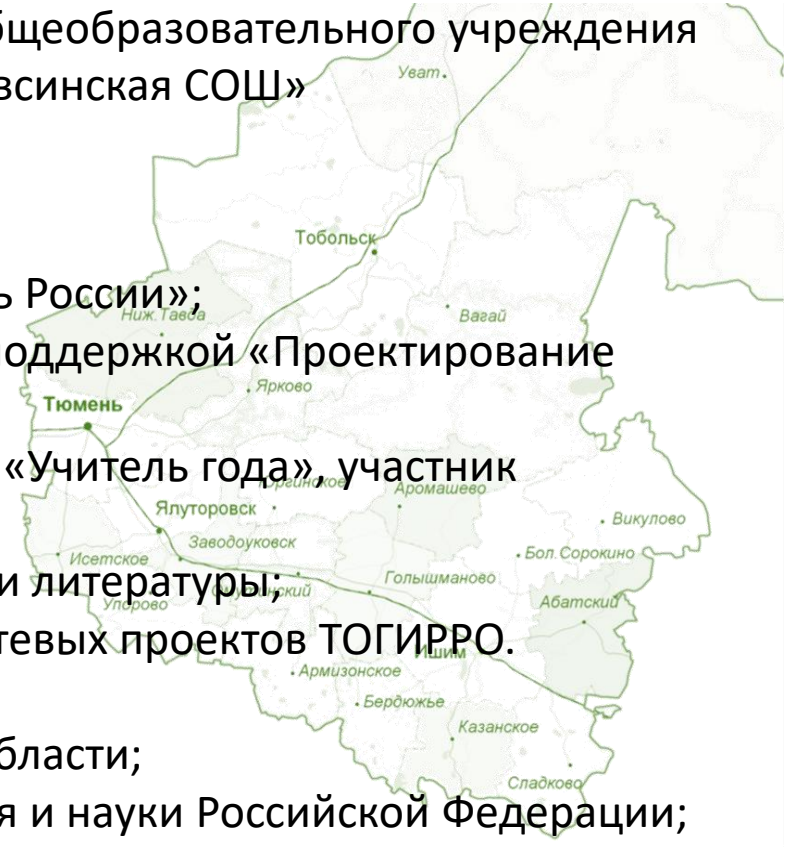 бщеобразовательного учреждения
Уват
всинская СОШ»
Тобольск
ь России»;
Ниж. Тавда
Вагай
поддержкой «Проектирование
Ярково
Тюмень
«Учитель года», участник
Аромашево
Ялуторовск
Викулово
Заводоуковск
Исетское
Бол. Сорокино
и литературы;
Голышманово
Упорово
Абатский
тевых проектов ТОГИРРО.
Ишим
Армизонское
Бердюжье
Казанское
бласти;
Сладково
я и науки Российской Федерации;